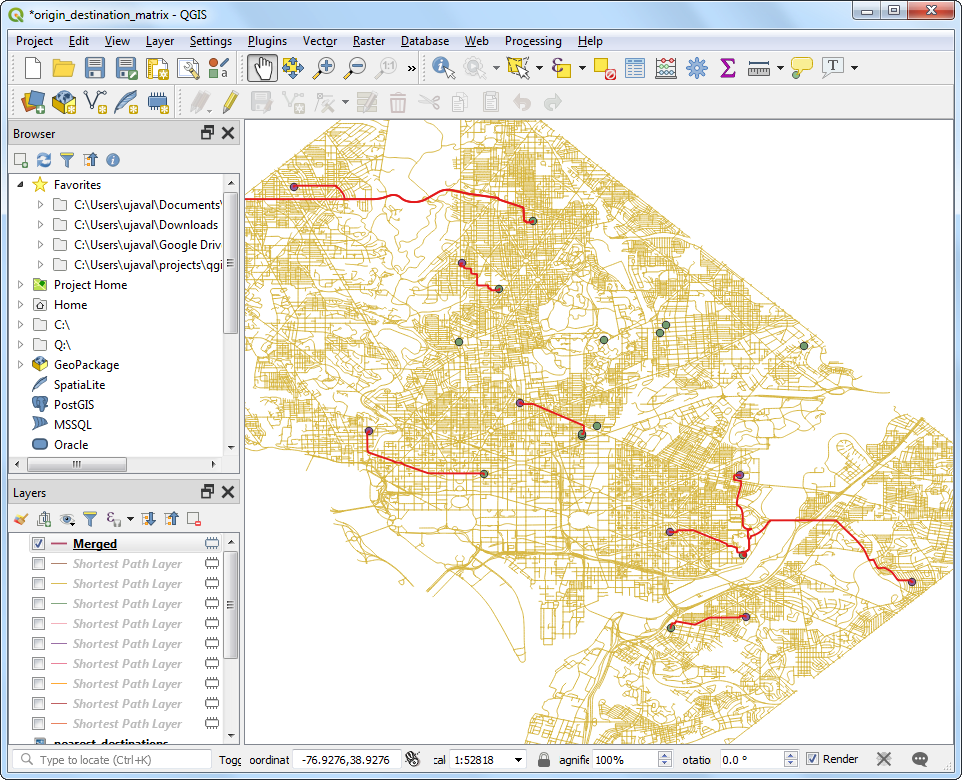 *origin_destination_matrix - QGIS
Project Edit View Layer Settings Plugins Vector Raster Database Web Processing Help
1:1 » Σ T
Browser
Favorites
C:\Users\ujaval\Documents\
C:\Users\ujaval\Downloads
C:\Users\ujaval\Google Driv
C:\Users\ujaval\projects\qgi
Project Home
Home
C:\
Q:\
GeoPackage
SpatiaLite
PostGIS
MSSQL
Oracle
Layers
Merged
Shortest Path Layer
Shortest Path Layer
Shortest Path Layer
Shortest Path Layer
Shortest Path Layer
Shortest Path Layer
Shortest Path Layer
Shortest Path Layer
Shortest Path Layer
nearest_destinations
Type to locate (Ctrl+K) Togg oordinat -76.9276,38.9276 cal 1:52818 agnifie 100% otatio 0.0 ° Render